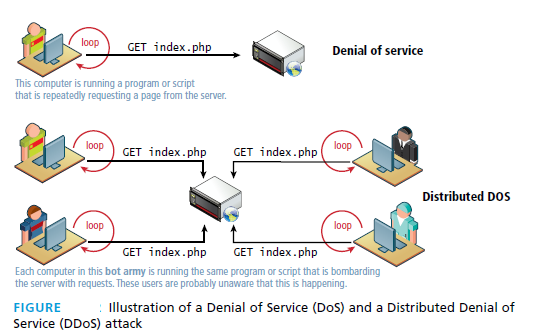 loop
GET index.php
Denial of service
This computer is running a program or script
that is repeatedly requesting a page from the server.
loop
GET index.php
GET index.php
loop
Distributed DOS
loop
GET index.php
GET index.php
loop
Each computer in this bot army is running the same program or script that is bombarding
the server with requests. These users are probably unaware that this is happening.
FIGURE : Illustration of a Denial of Service (DoS) and a Distributed Denial of
Service (DDoS) attack